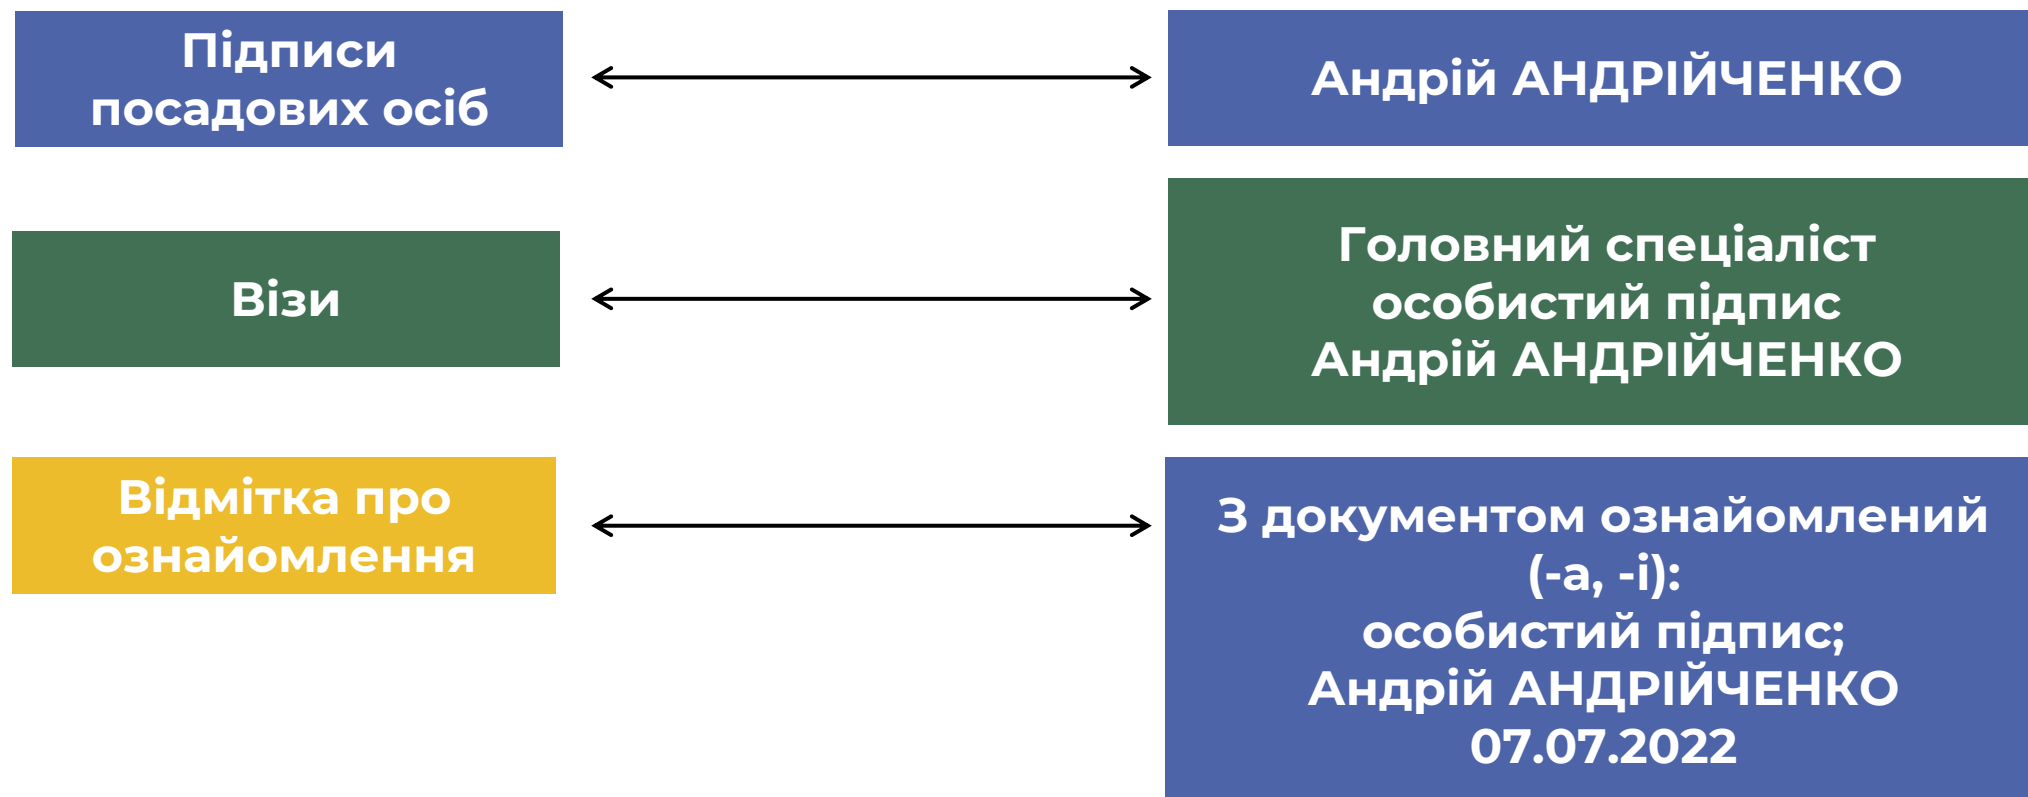 Підписи
посадових осіб
Андрій АНДРІЙЧЕНКО
Візи
Головний спеціаліст
особистий підпис
Андрій АНДРІЙЧЕНКО
Відмітка про
ознайомлення
З документом ознайомлений
(-а, -і):
особистий підпис;
Андрій АНДРІЙЧЕНКО
07.07.2022